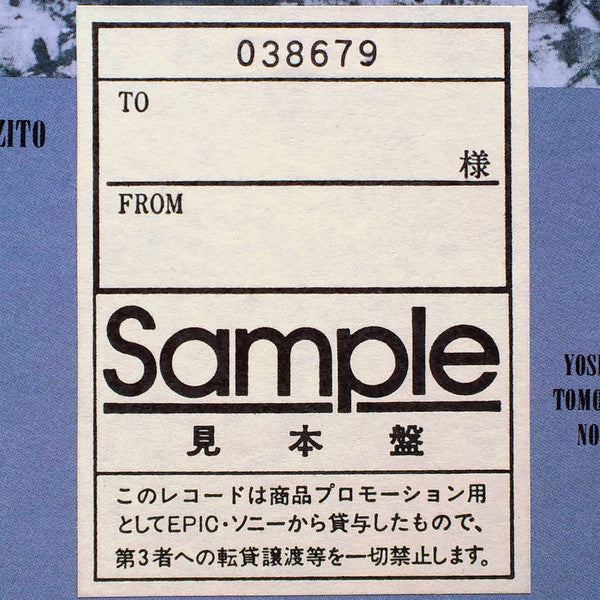 038679
TO
様
FROM
ZITO
Sample
見本盤
このレコードは商品プロモーション用
としてEPIC・ソニーから貸与したもので、
第3者への転貸譲渡等を一切禁止します。
NO